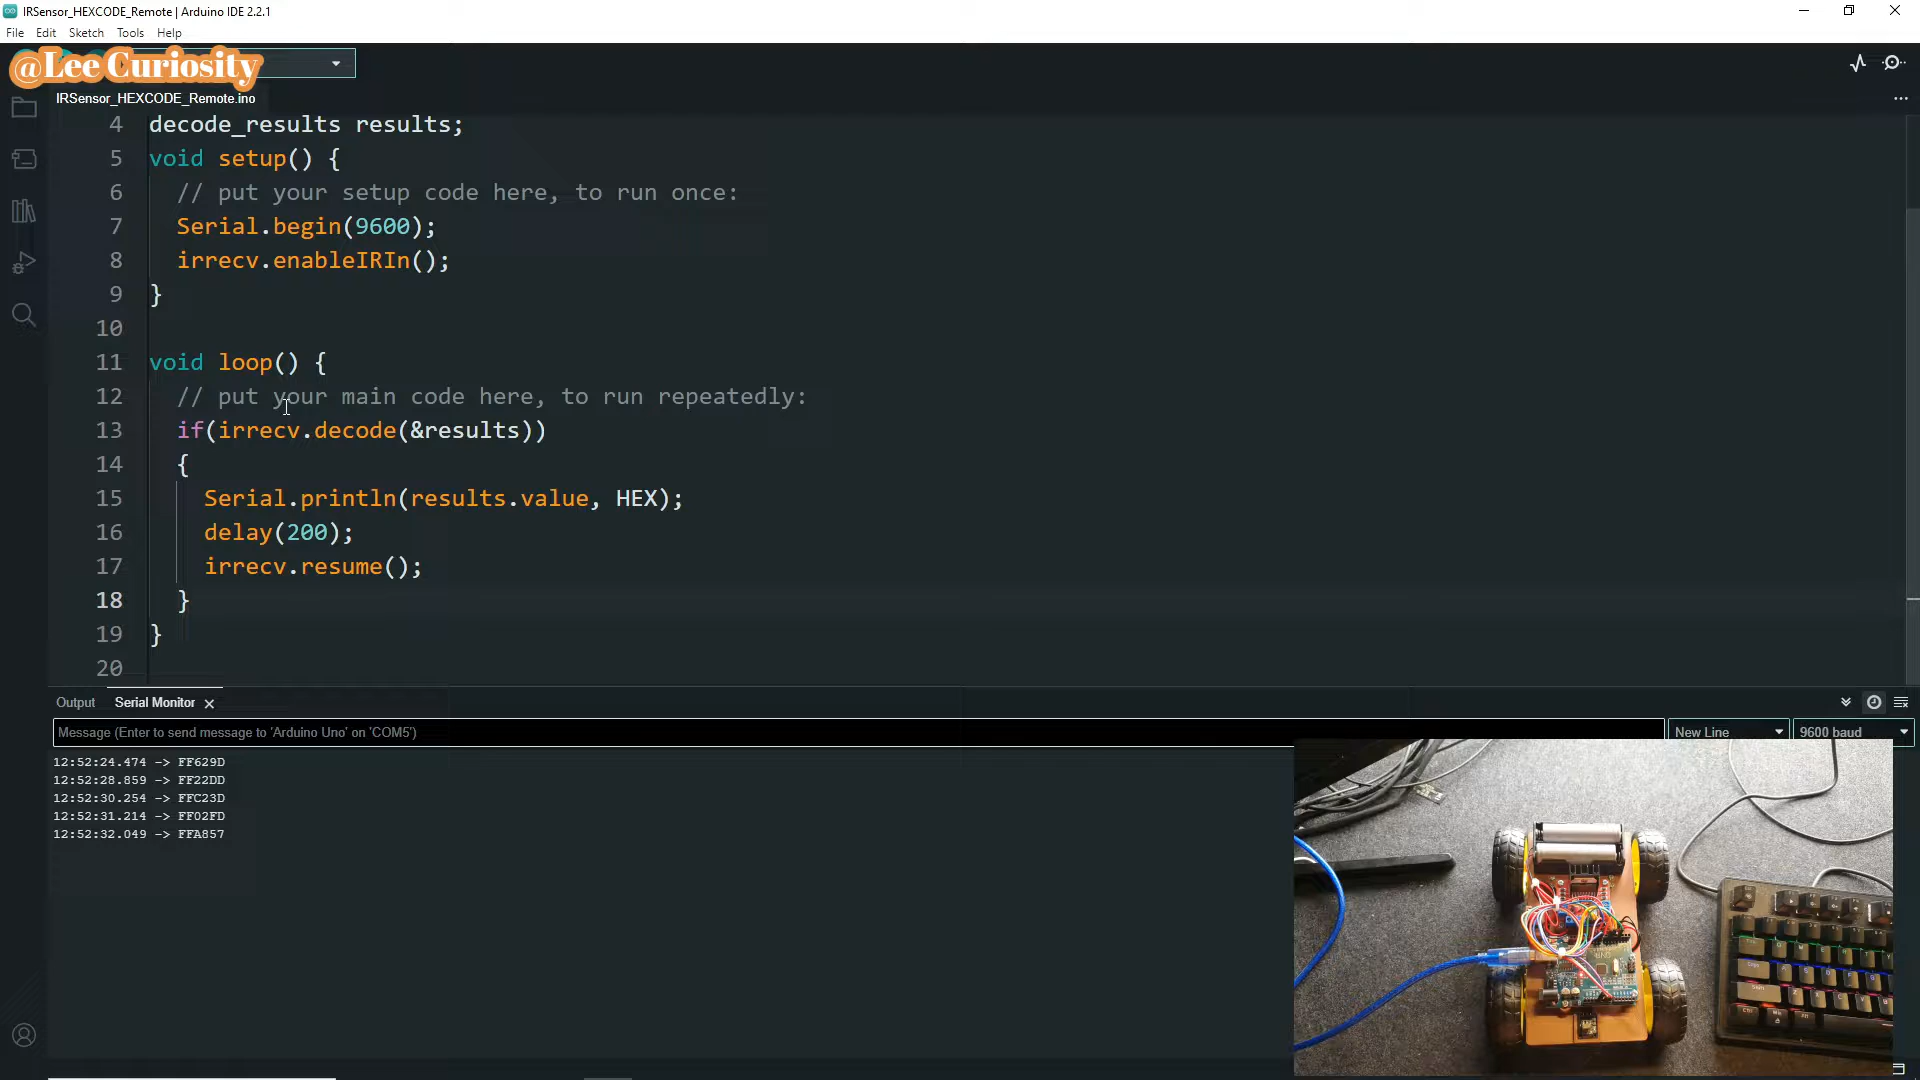 IRSensor_HEXCODE_Remote | Arduino IDE 2.2.1
File Edit Sketch Tools Help
@Lee Curiosity
IRSensor_HEXCODE_Remote.ino
4 decode_results results;
5 void setup() {
6 // put your setup code here, to run once:
7 Serial.begin(9600);
8 irrecv.enableIRIn();
9 }
10
11 void loop() {
12 // put your main code here, to run repeatedly:
13 if(irrecv.decode(&results))
14 {
15 Serial.println(results.value, HEX);
16 delay(200);
17 irrecv.resume();
18 }
19 }
20
Output Serial Monitor
Message (Enter to send message to 'Arduino Uno' on 'COM5') New Line 9600 baud
12:52:24.474 -> FF629D
12:52:28.859 -> FF22DD
12:52:30.254 -> FFC23D
12:52:31.214 -> FF02FD
12:52:32.049 -> FFA857